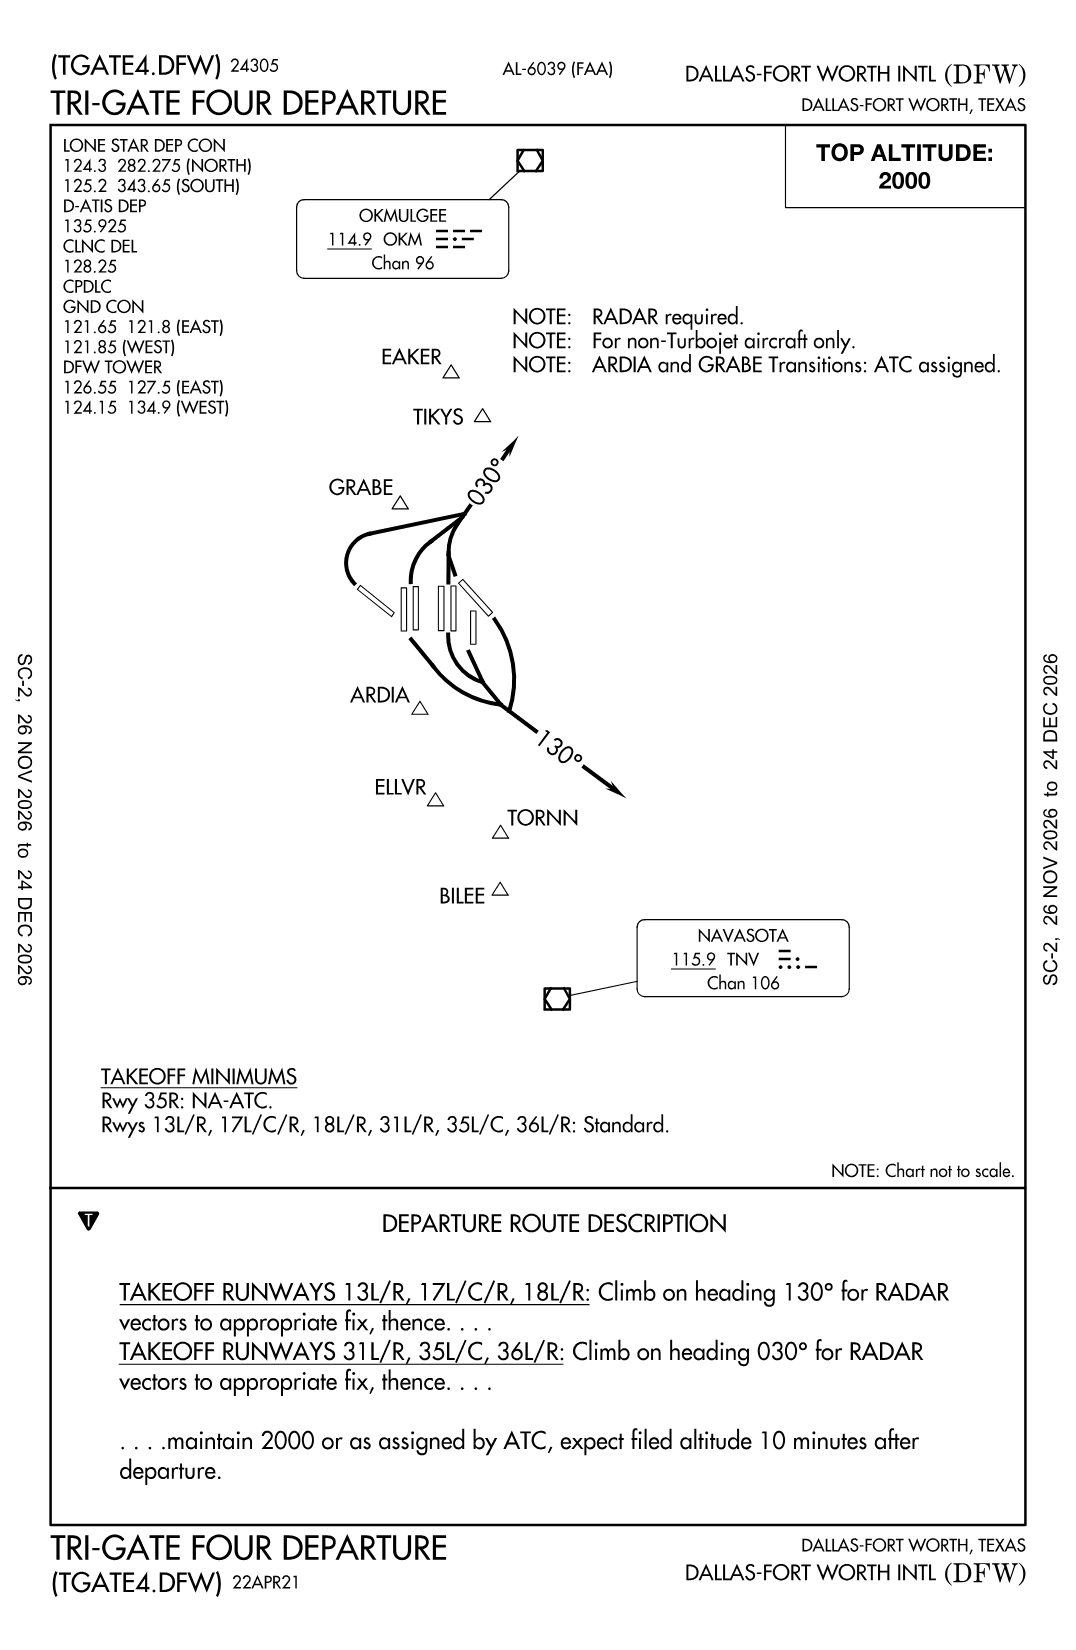 (TGATE4.DFW) 24305
AL-6039 (FAA)
DALLAS-FORT WORTH INTL (DFW)
TRI-GATE FOUR DEPARTURE
DALLAS-FORT WORTH, TEXAS
LONE STAR DEP CON
124.3 282.275 (NORTH)
125.2 343.65 (SOUTH)
D-ATIS DEP
135.925
CLNC DEL
128.25
CPDLC
GND CON
121.65 121.8 (EAST)
121.85 (WEST)
DFW TOWER
126.55 127.5 (EAST)
124.15 134.9 (WEST)
TOP ALTITUDE:
2000
OKMULGEE
114.9 OKM
Chan 96
NOTE: RADAR required.
NOTE: For non-Turbojet aircraft only.
NOTE: ARDIA and GRABE Transitions: ATC assigned.
EAKER
TIKYS
GRABE
030°
ARDIA
130°
ELLVR
TORNN
BILEE
NAVASOTA
115.9 TNV
Chan 106
SC-2, 26 NOV 2026 to 24 DEC 2026
SC-2, 26 NOV 2026 to 24 DEC 2026
TAKEOFF MINIMUMS
Rwy 35R: NA-ATC.
Rwys 13L/R, 17L/C/R, 18L/R, 31L/R, 35L/C, 36L/R: Standard.
NOTE: Chart not to scale.
T
DEPARTURE ROUTE DESCRIPTION
TAKEOFF RUNWAYS 13L/R, 17L/C/R, 18L/R: Climb on heading 130° for RADAR
vectors to appropriate fix, thence. . . .
TAKEOFF RUNWAYS 31L/R, 35L/C, 36L/R: Climb on heading 030° for RADAR
vectors to appropriate fix, thence. . . .
. . . .maintain 2000 or as assigned by ATC, expect filed altitude 10 minutes after
departure.
TRI-GATE FOUR DEPARTURE
DALLAS-FORT WORTH, TEXAS
(TGATE4.DFW) 22APR21
DALLAS-FORT WORTH INTL (DFW)